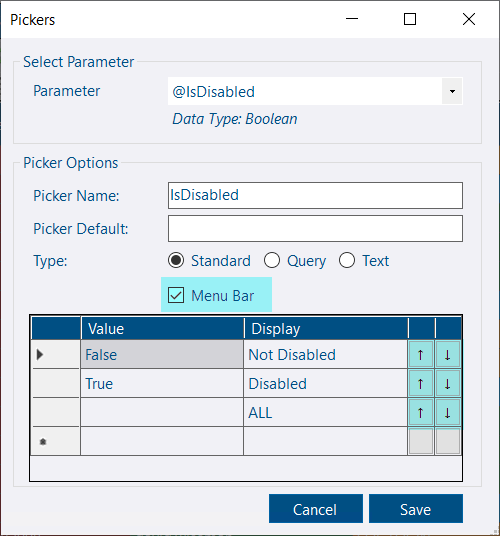 Pickers
Select Parameter
Parameter @IsDisabled
Data Type: Boolean
Picker Options
Picker Name: IsDisabled
Picker Default:
Type: Standard Query Text
Menu Bar
Value Display
False Not Disabled ↑ ↓
True Disabled ↑ ↓
ALL ↑ ↓
Cancel Save